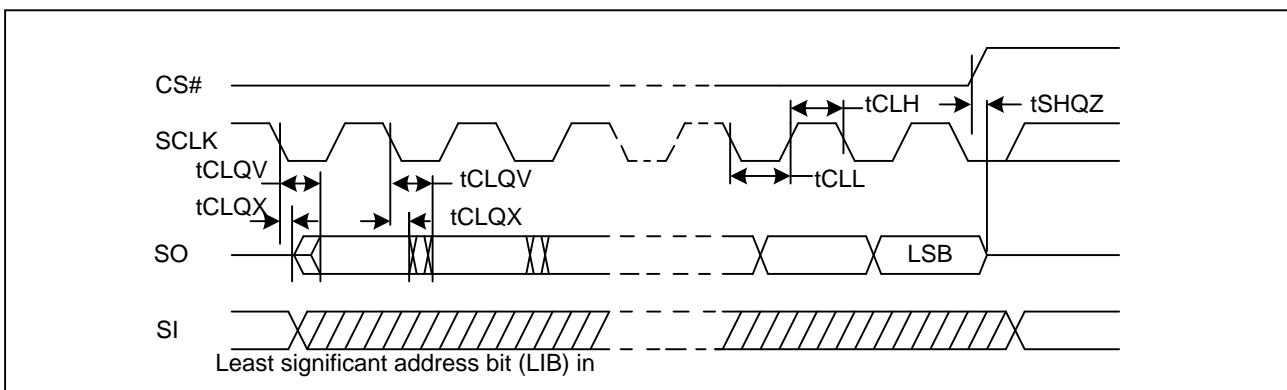 CS#
tCLH
tSHQZ
SCLK
tCLQV
tCLQV
tCLL
tCLQX
tCLQX
SO
LSB
SI
Least significant address bit (LIB) in